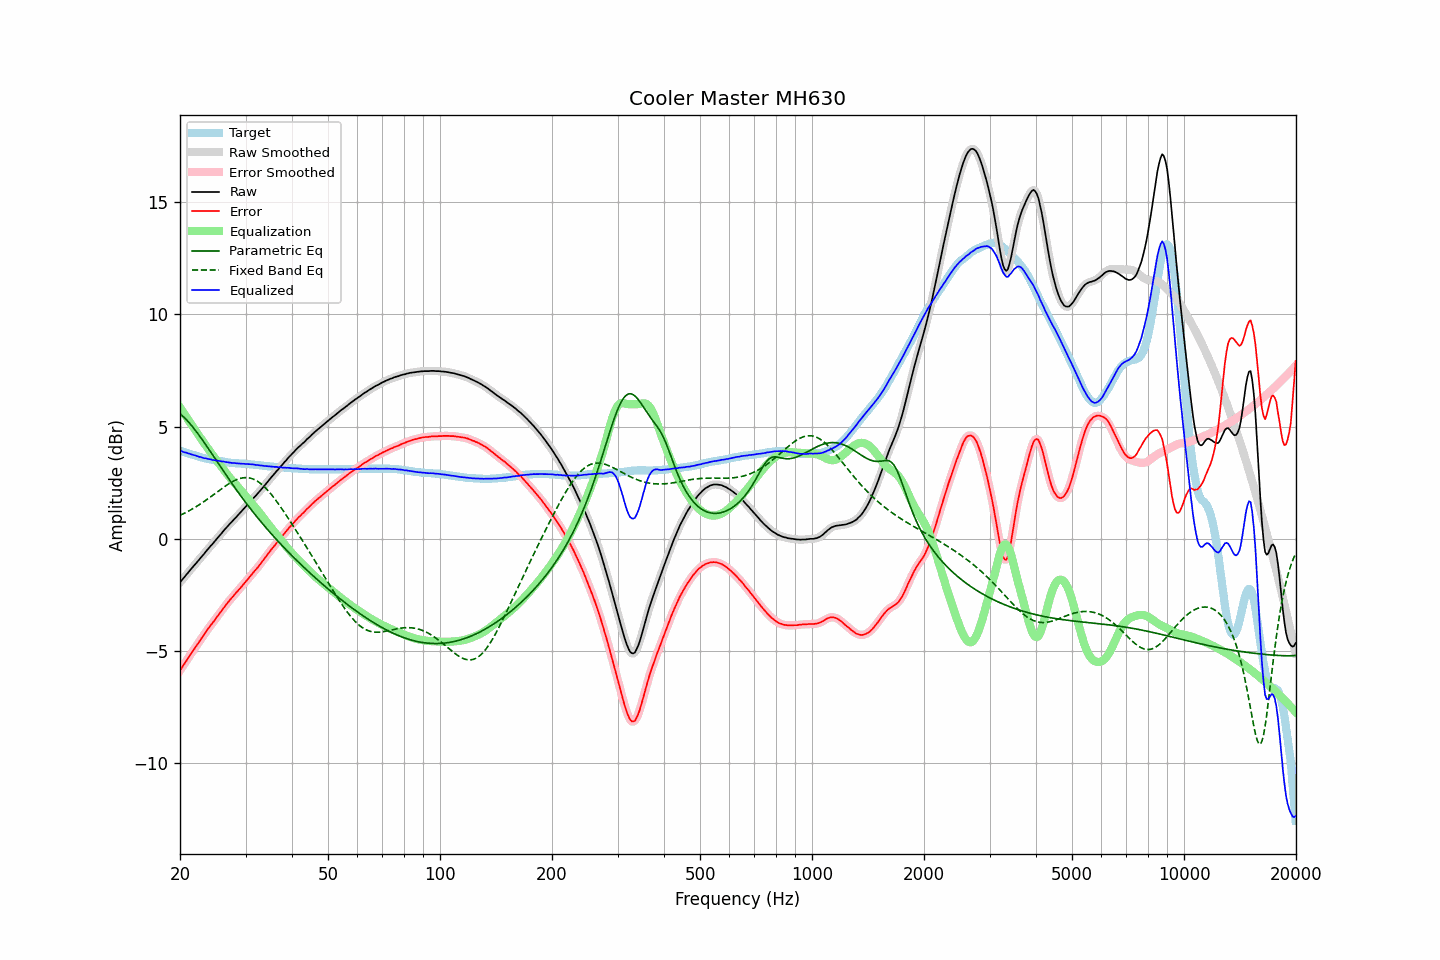 Cooler Master MH630
Target
Raw Smoothed
Error Smoothed
Raw
Error
Equalization
Parametric Eq
Fixed Band Eq
Equalized
Amplitude (dBr)
15
10
5
0
−5
−10
20 50 100 200 500 1000 2000 5000 10000 20000
Frequency (Hz)